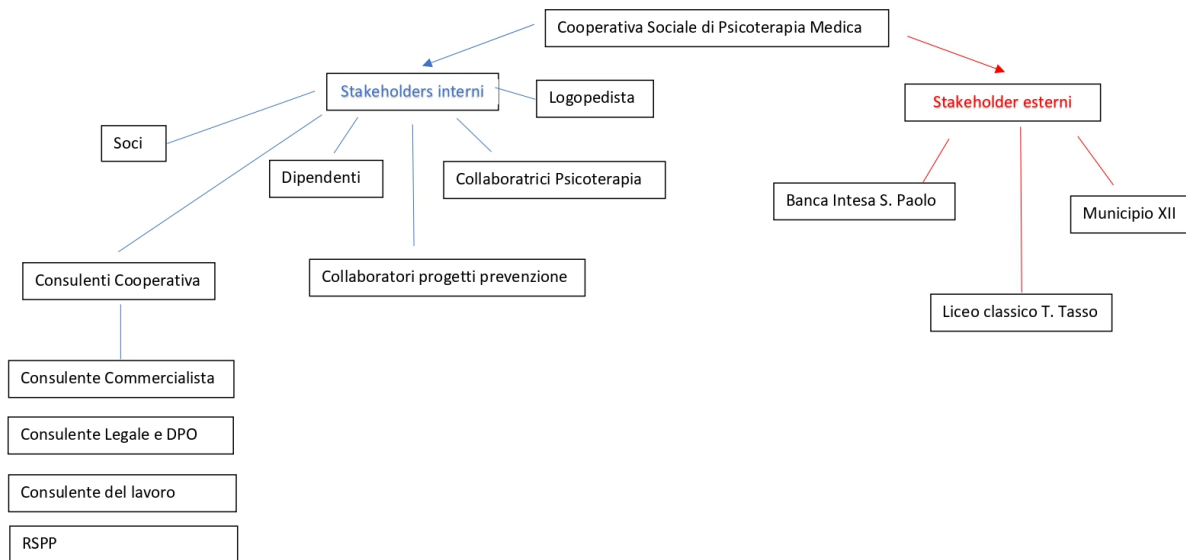 Cooperativa Sociale di Psicoterapia Medica
Stakeholders interni
Logopedista
Stakeholder esterni
Soci
Dipendenti
Collaboratrici Psicoterapia
Banca Intesa S. Paolo
Municipio XII
Consulenti Cooperativa
Collaboratori progetti prevenzione
Liceo classico T. Tasso
Consulente Commercialista
Consulente Legale e DPO
Consulente del lavoro
RSPP